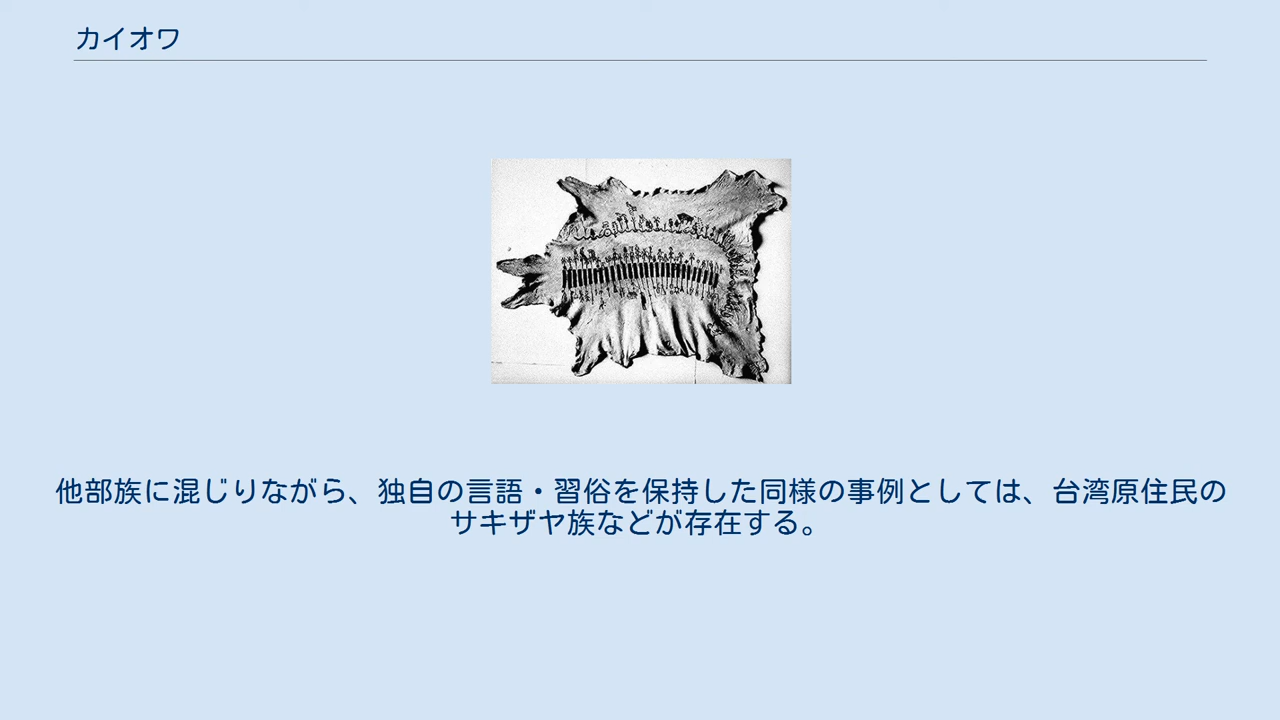 カイオワ
他部族に混じりながら、独自の言語・習俗を保持した同様の事例としては、台湾原住民の
サキザヤ族などが存在する。